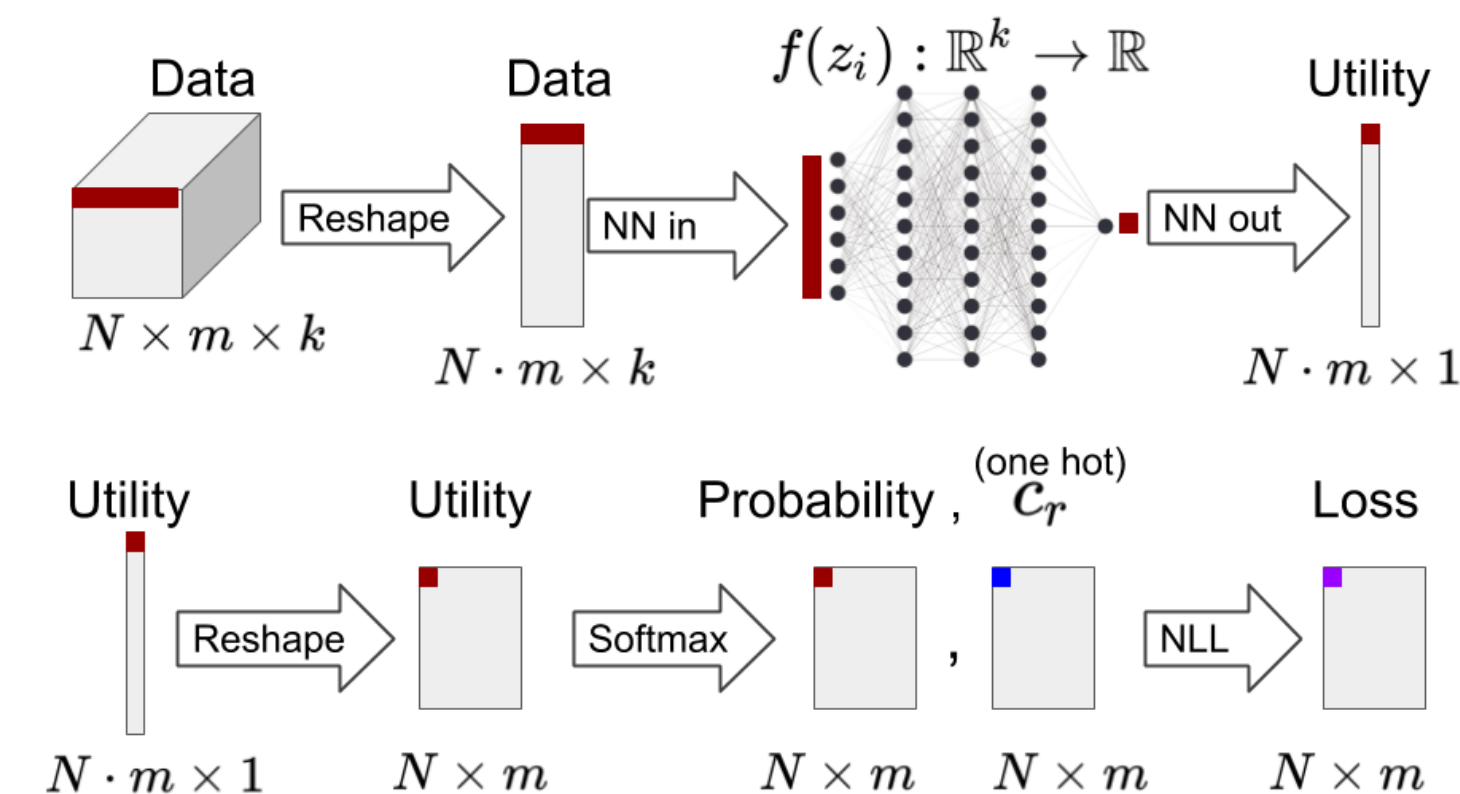 f(z_i) : ℝ^k → ℝ
Data
Data
Utility
Reshape
NN in
NN out
N × m × k
N · m × k
N · m × 1
(one hot)
Utility
Utility
Probability , c_r
Loss
Reshape
Softmax
,
NLL
N · m × 1
N × m
N × m
N × m
N × m